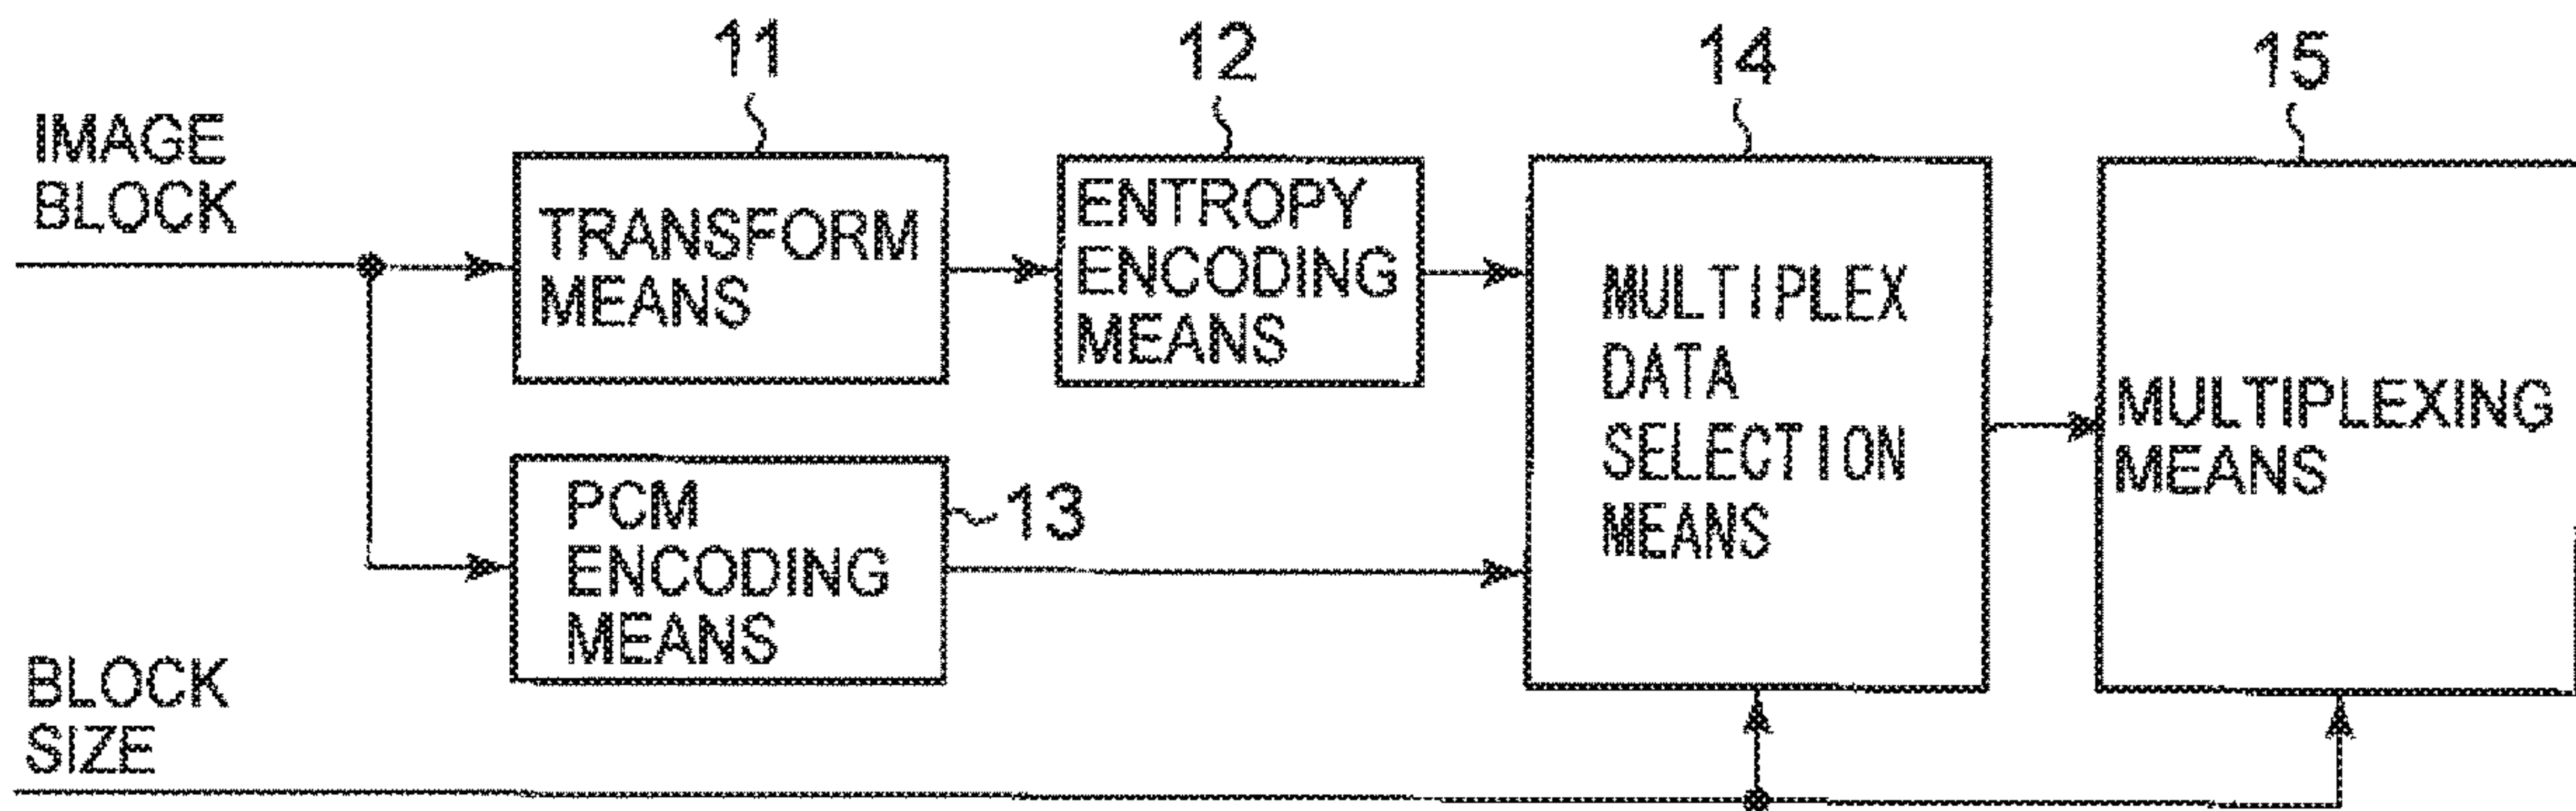 11
12
14
15
IMAGE
BLOCK
TRANSFORM
MEANS
ENTROPY
ENCODING
MEANS
MULTIPLEX
DATA
SELECTION
MEANS
MULTIPLEXING
MEANS
PCM
ENCODING
MEANS
13
BLOCK
SIZE